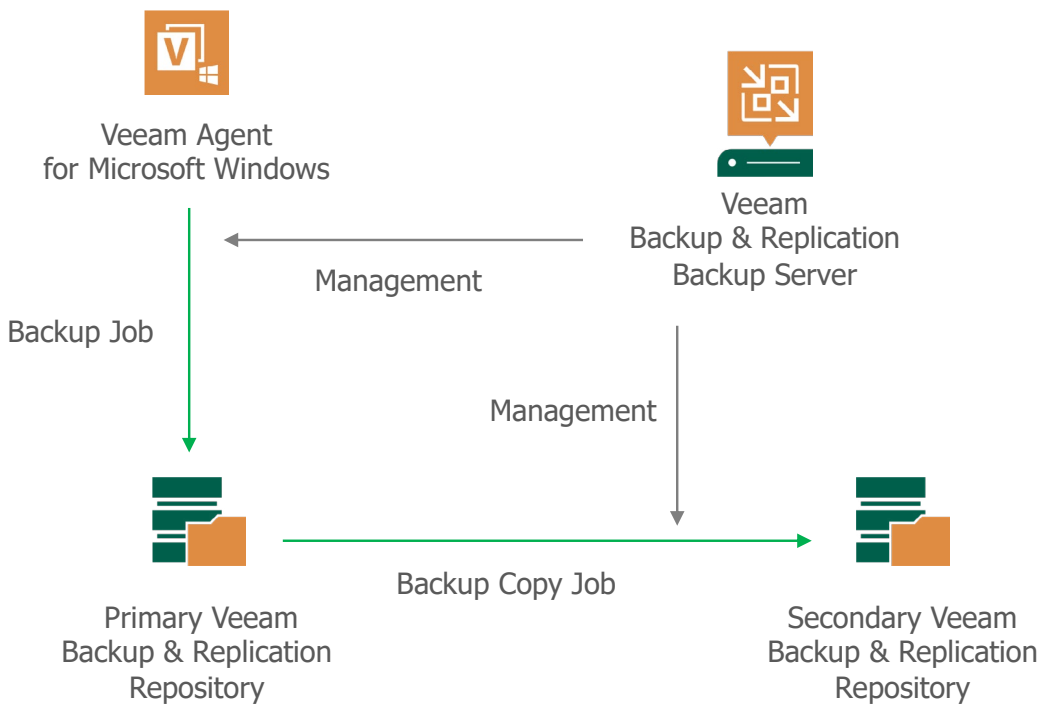 V
Veeam Agent
for Microsoft Windows
Veeam
Backup & Replication
Backup Server
Management
Backup Job
Management
Backup Copy Job
Primary Veeam
Backup & Replication
Repository
Secondary Veeam
Backup & Replication
Repository